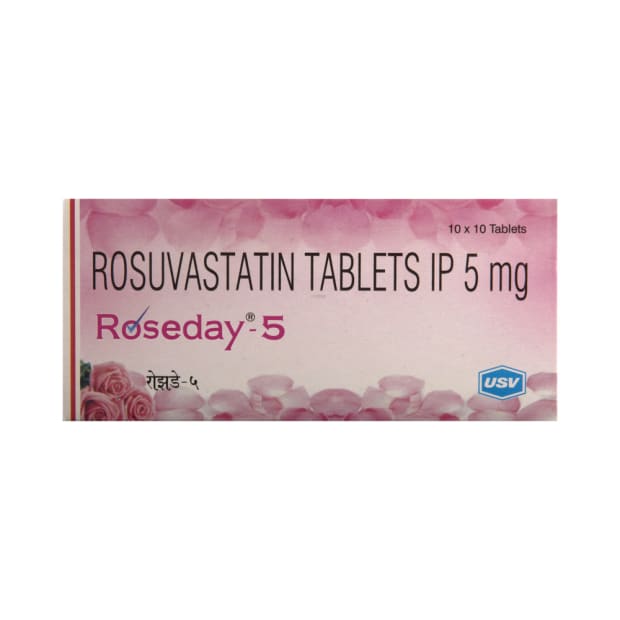 10 x 10 Tablets
ROSUVASTATIN TABLETS IP 5 mg
Roseday®-5
रोझडे-५
USV